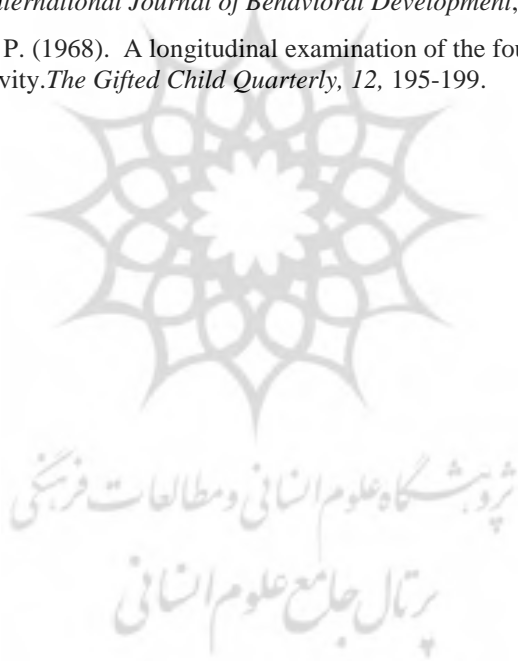 nternational Journal of Behavioral Development,
P. (1968). A longitudinal examination of the fou
vity.The Gifted Child Quarterly, 12, 195-199.
پژوهشگاه علوم انسانی و مطالعات فرهنگی
پرتال جامع علوم انسانی